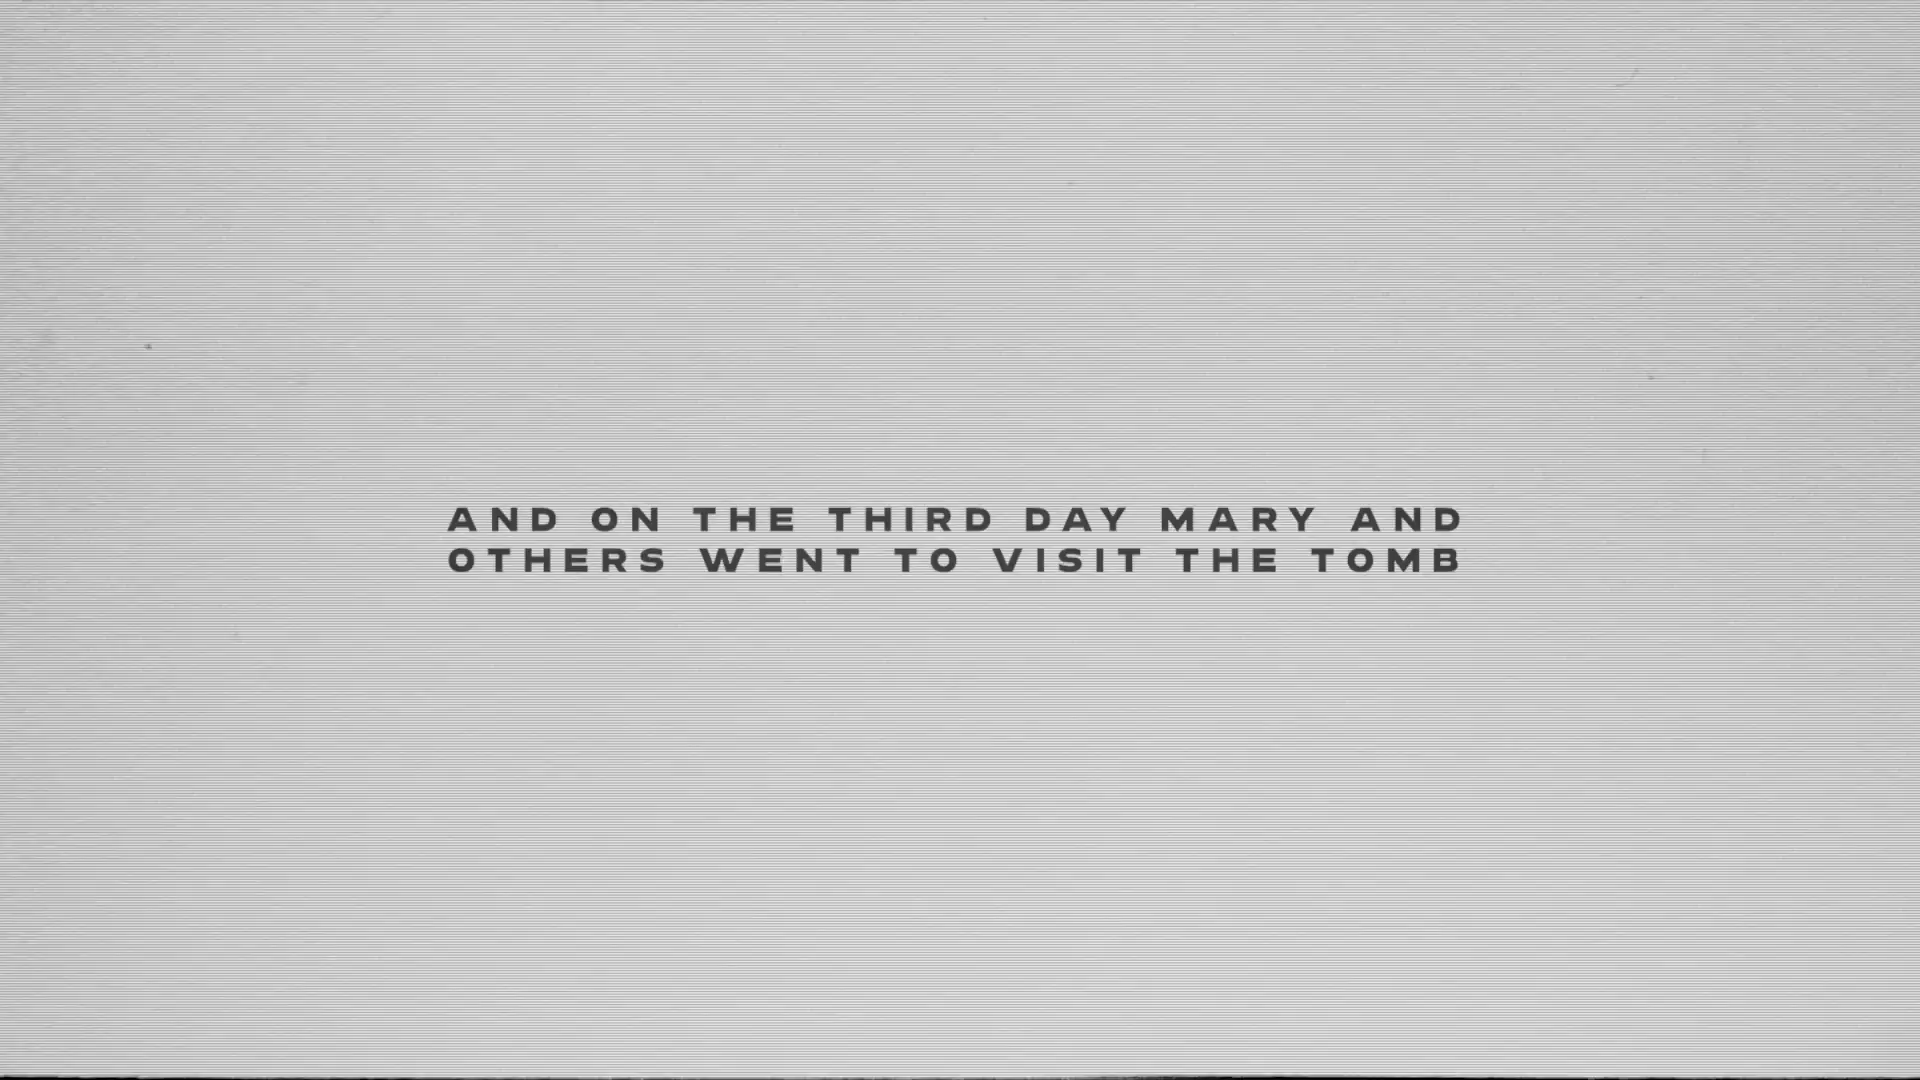 AND ON THE THIRD DAY MARY AND
OTHERS WENT TO VISIT THE TOMB